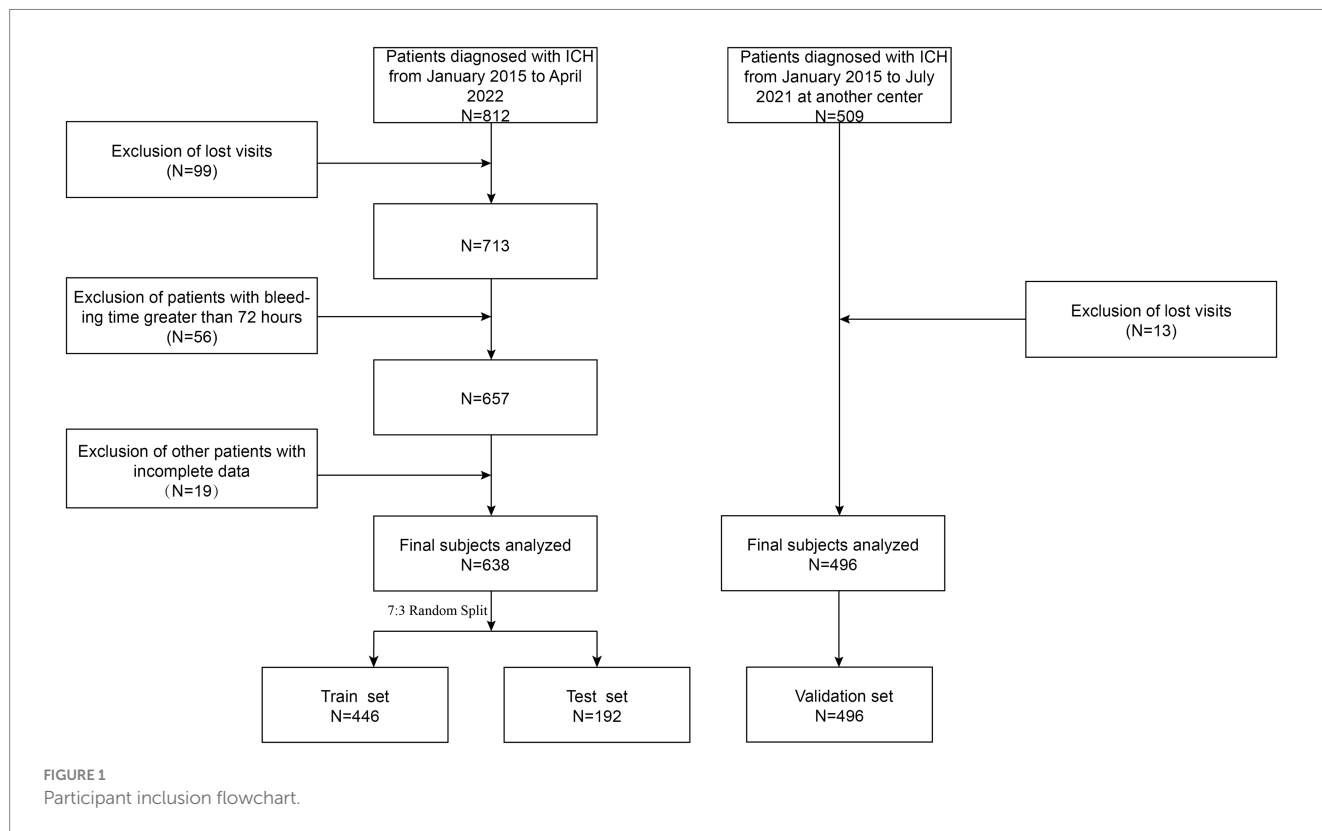 Patients diagnosed with ICH
from January 2015 to April
2022
N=812
Patients diagnosed with ICH
from January 2015 to July
2021 at another center
N=509
Exclusion of lost visits
(N=99)
N=713
Exclusion of patients with bleed-
ing time greater than 72 hours
(N=56)
Exclusion of lost visits
(N=13)
N=657
Exclusion of other patients with
incomplete data
（N=19）
Final subjects analyzed
N=638
Final subjects analyzed
N=496
7:3 Random Split
Train set
N=446
Test set
N=192
Validation set
N=496
FIGURE 1
Participant inclusion flowchart.